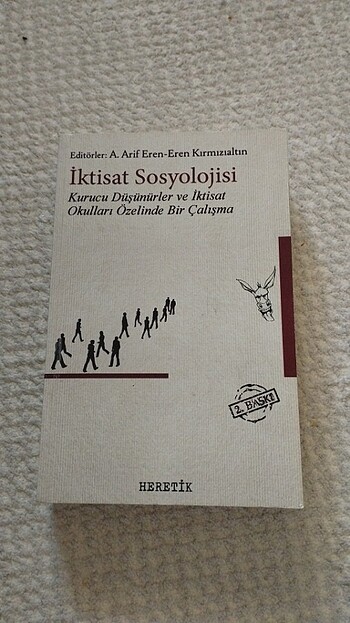 Editörler: A. Arif Eren-Eren Kırmızıaltın
İktisat Sosyolojisi
Kurucu Düşünürler ve İktisat
Okulları Özelinde Bir Çalışma
2. BASKI
HERETİK